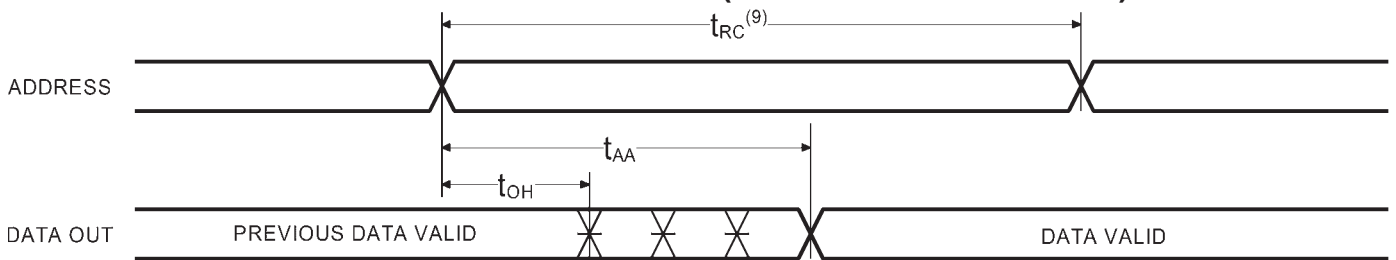 tRC(9)
ADDRESS
tAA
tOH
DATA OUT
PREVIOUS DATA VALID
DATA VALID